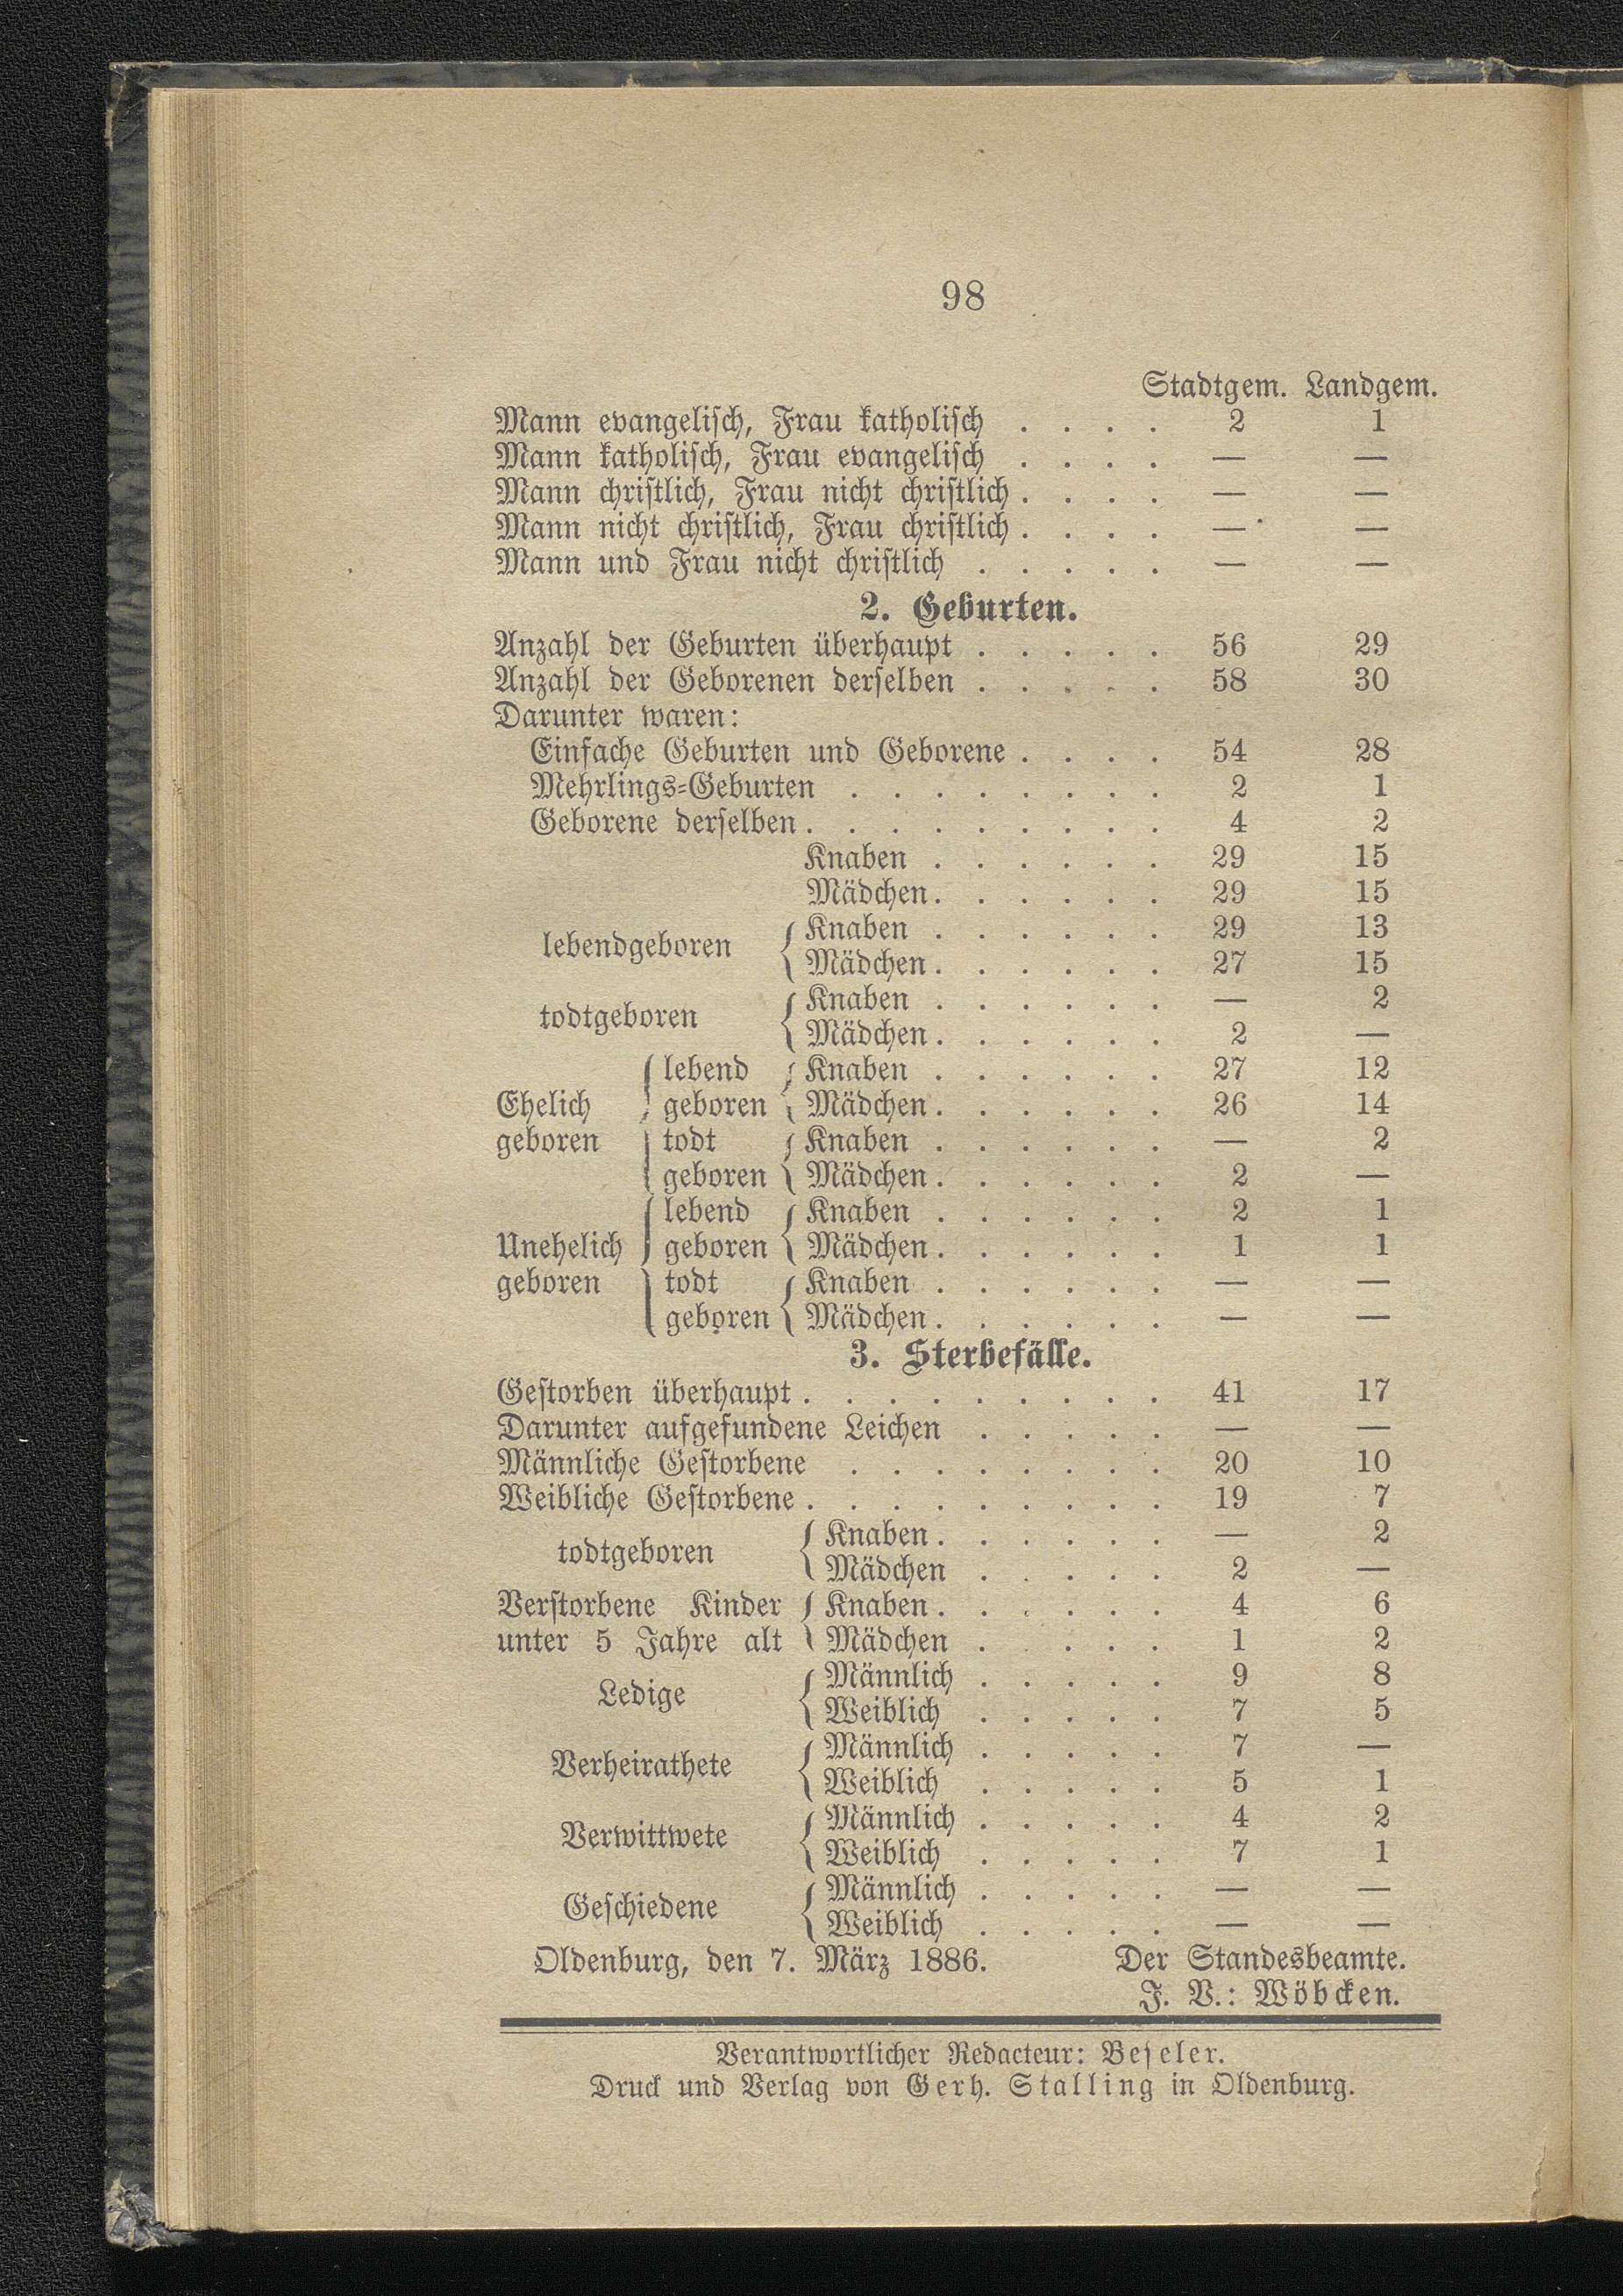 98
Stadtgem. Landgem.
Mann evangelisch, Frau katholisch . . . . 2 1
Mann katholisch, Frau evangelisch . . . . — —
Mann christlich, Frau nicht christlich . . . . — —
Mann nicht christlich, Frau christlich . . . . — —
Mann und Frau nicht christlich . . . . . — —
2. Geburten.
Anzahl der Geburten überhaupt . . . . . 56 29
Anzahl der Geborenen derselben . . . . . 58 30
Darunter waren:
Einfache Geburten und Geborene . . . . 54 28
Mehrlings-Geburten . . . . . . . . 2 1
Geborene derselben . . . . . . . . . 4 2
Knaben . . . . . . 29 15
Mädchen . . . . . . 29 15
lebendgeboren { Knaben . . . . . . 29 13
Mädchen . . . . . . 27 15
todtgeboren { Knaben . . . . . . — 2
Mädchen . . . . . . 2 —
{ lebend { Knaben . . . . . . 27 12
Ehelich geboren Mädchen . . . . . . 26 14
geboren todt { Knaben . . . . . . — 2
geboren Mädchen . . . . . . 2 —
{ lebend { Knaben . . . . . . 2 1
Unehelich geboren Mädchen . . . . . . 1 1
geboren todt { Knaben . . . . . . — —
geboren Mädchen . . . . . . — —
3. Sterbefälle.
Gestorben überhaupt . . . . . . . . . 41 17
Darunter aufgefundene Leichen . . . . . — —
Männliche Gestorbene . . . . . . . . 20 10
Weibliche Gestorbene . . . . . . . . . 19 7
todtgeboren { Knaben . . . . . . — 2
Mädchen . . . . . 2 —
Verstorbene Kinder { Knaben . . . . . . 4 6
unter 5 Jahre alt Mädchen . . . . . 1 2
Ledige { Männlich . . . . . 9 8
Weiblich . . . . . 7 5
Verheirathete { Männlich . . . . . 7 —
Weiblich . . . . . 5 1
Verwittwete { Männlich . . . . . 4 2
Weiblich . . . . . 7 1
Geschiedene { Männlich . . . . . — —
Weiblich . . . . . — —
Oldenburg, den 7. März 1886. Der Standesbeamte.
J. V.: Wöbcken.
Verantwortlicher Redacteur: Beseler.
Druck und Verlag von Gerh. Stalling in Oldenburg.